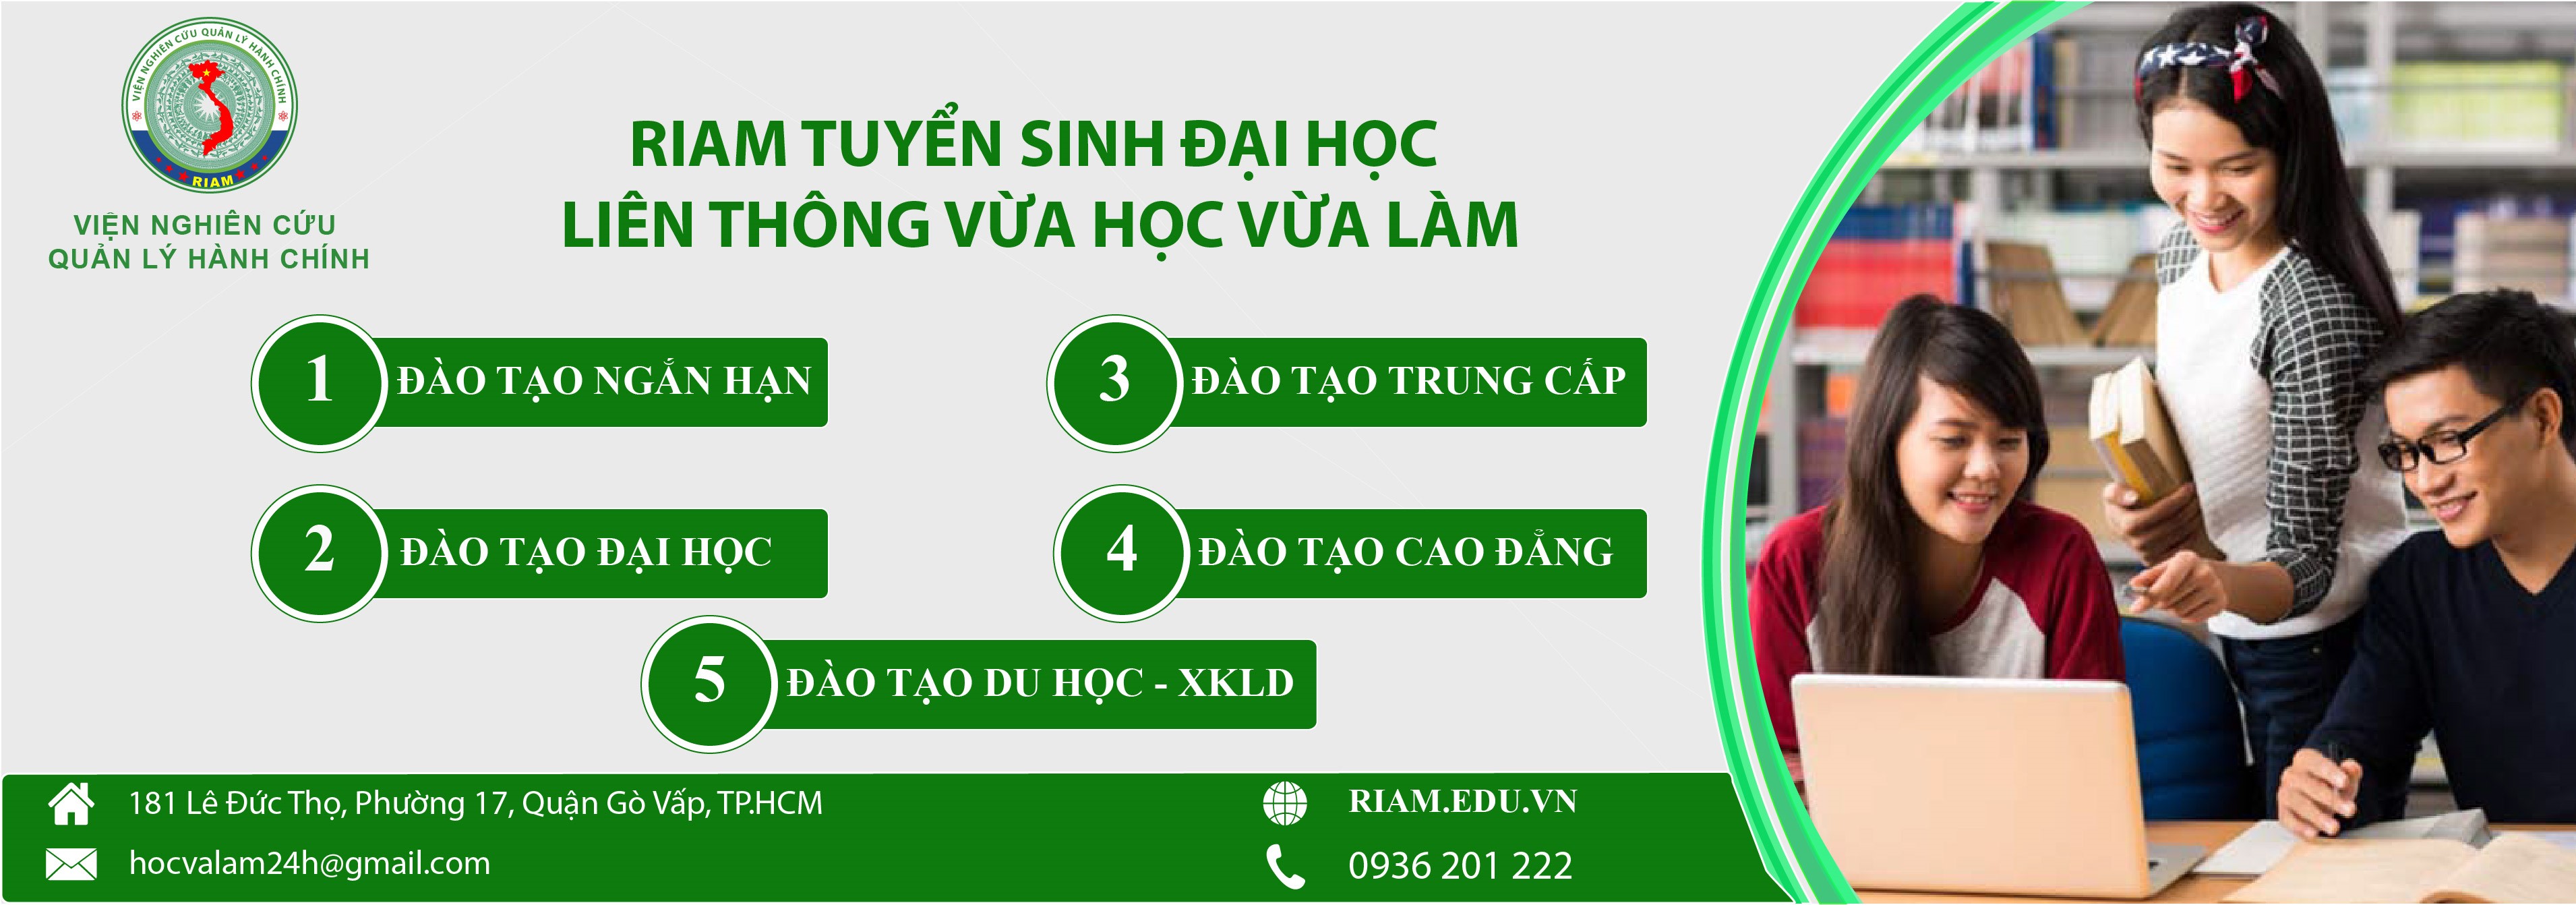 VIỆN NGHIÊN CỨU QUẢN LÝ HÀNH CHÍNH
RIAM
VIỆN NGHIÊN CỨU
QUẢN LÝ HÀNH CHÍNH
RIAM TUYỂN SINH ĐẠI HỌC
LIÊN THÔNG VỪA HỌC VỪA LÀM
1 ĐÀO TẠO NGẮN HẠN
2 ĐÀO TẠO ĐẠI HỌC
3 ĐÀO TẠO TRUNG CẤP
4 ĐÀO TẠO CAO ĐẲNG
5 ĐÀO TẠO DU HỌC - XKLD
181 Lê Đức Thọ, Phường 17, Quận Gò Vấp, TP.HCM
hocvalam24h@gmail.com
RIAM.EDU.VN
0936 201 222